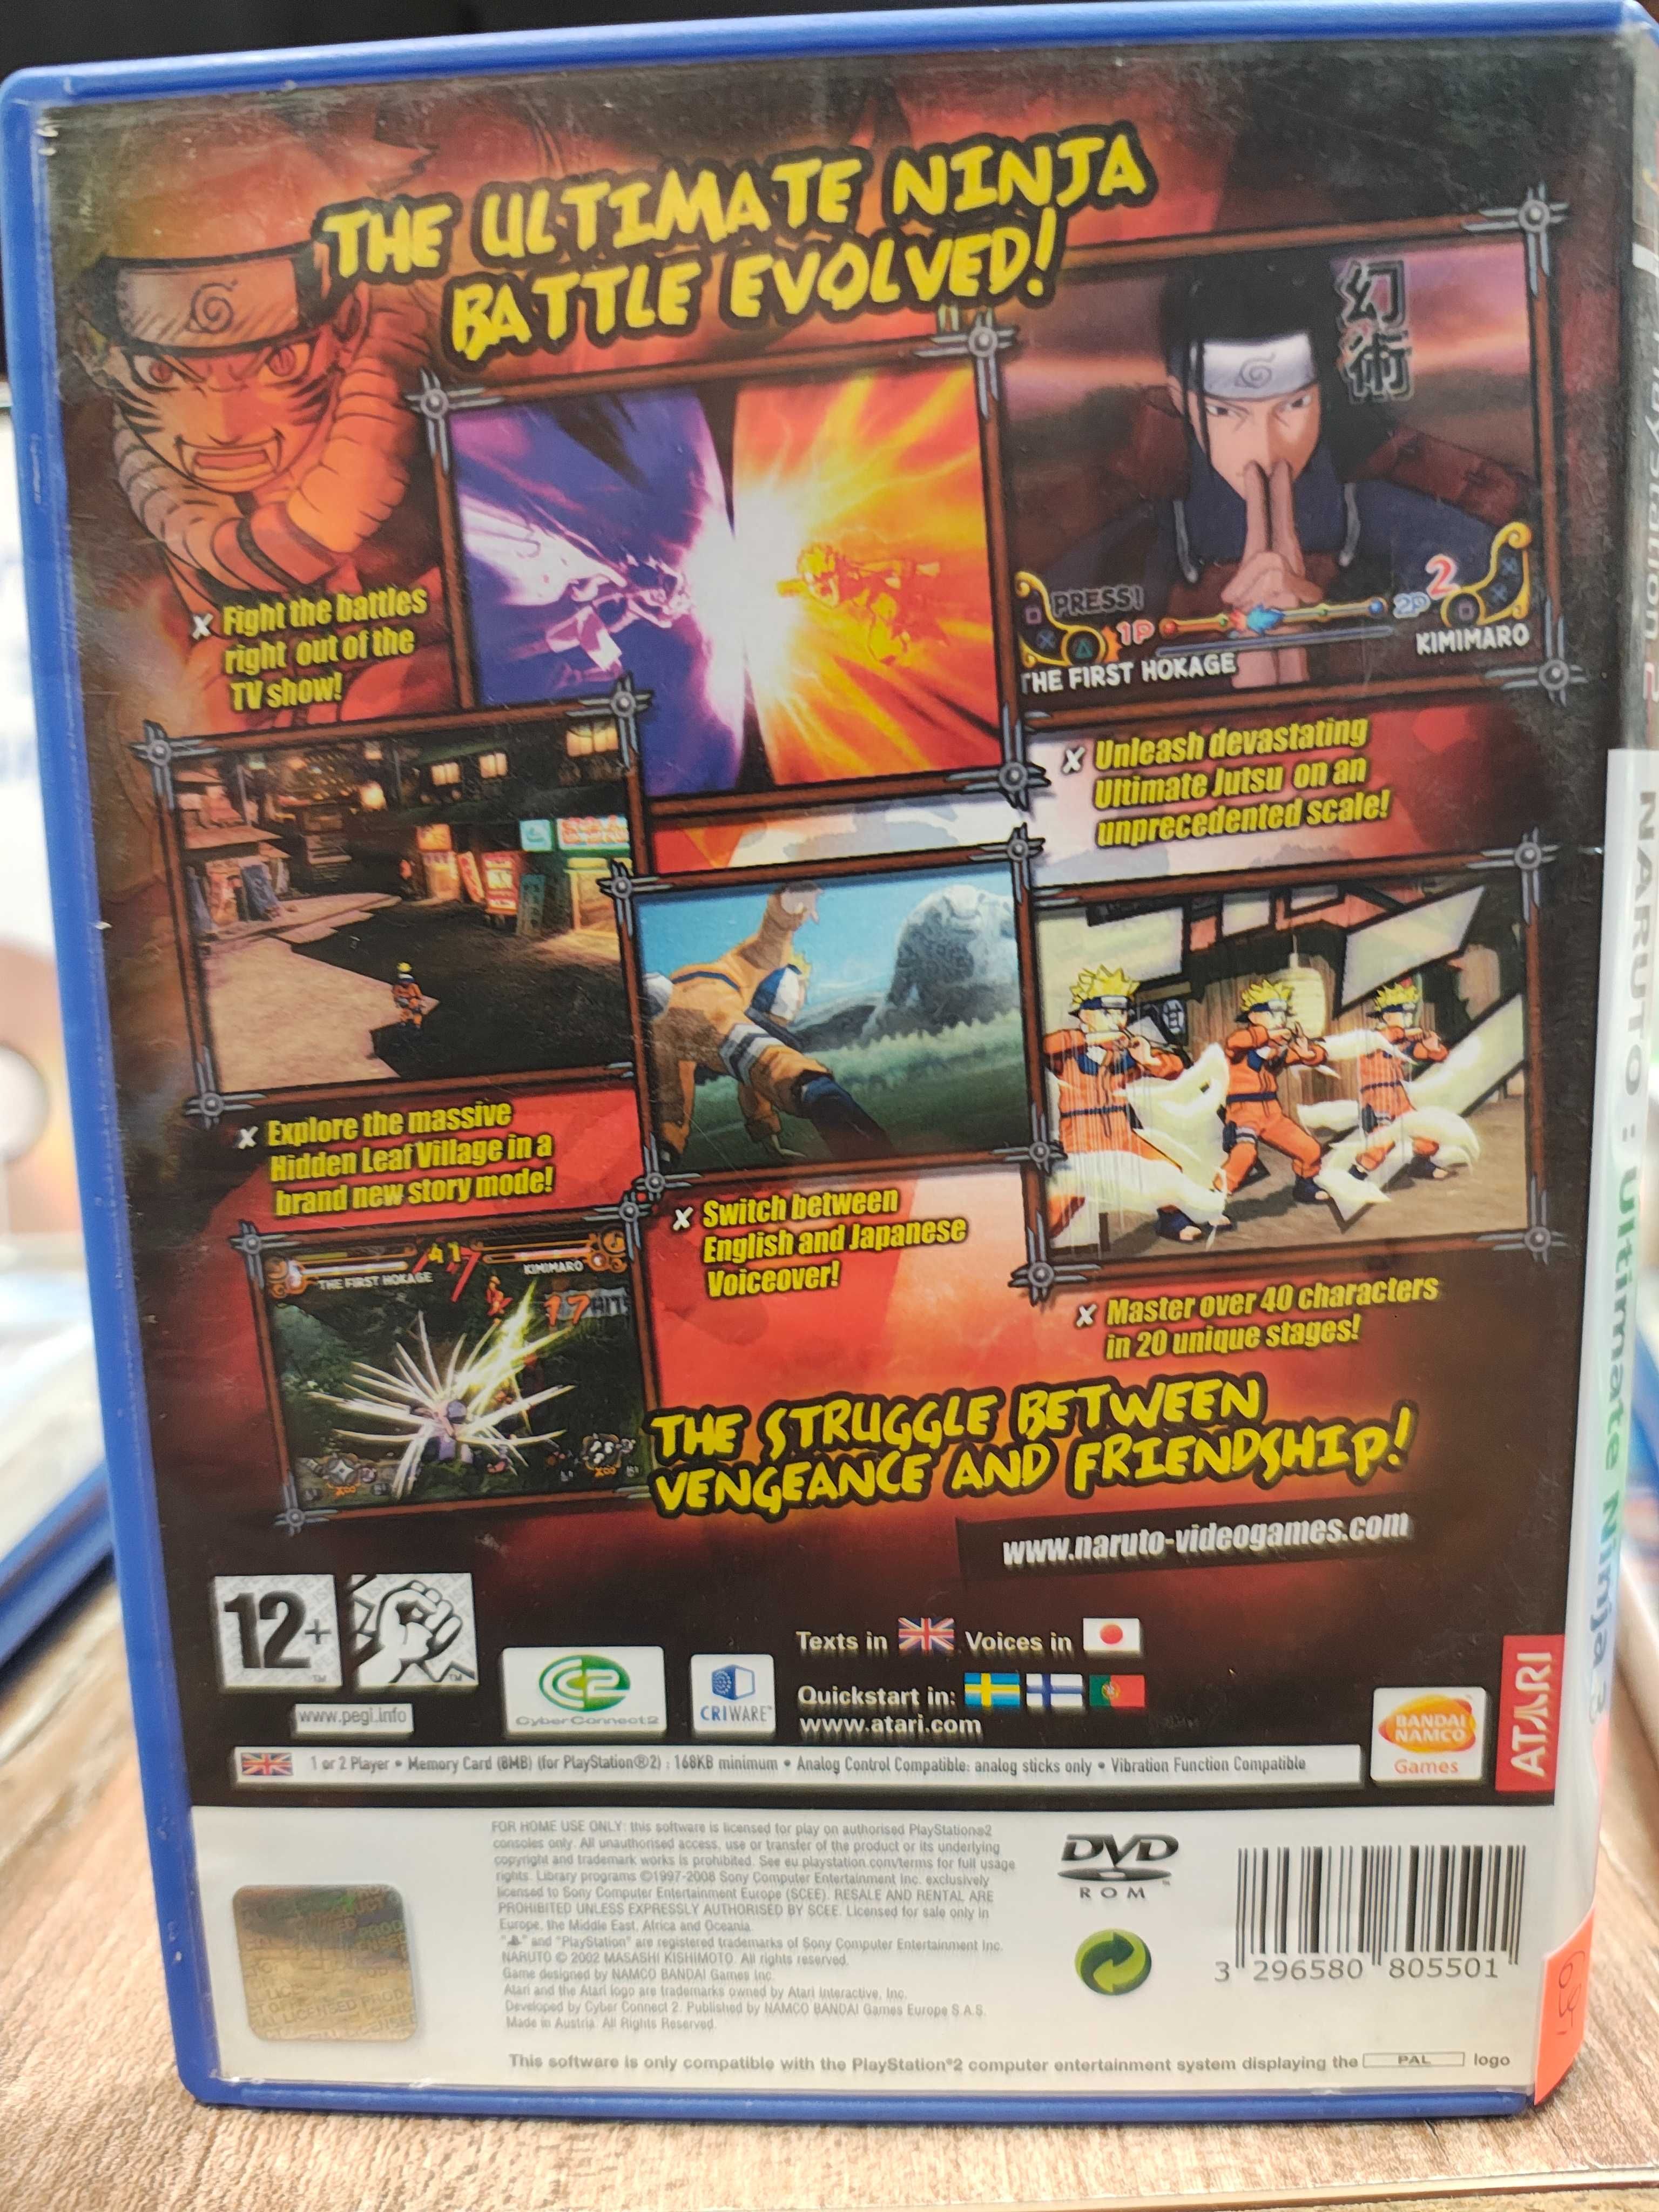 THE ULTIMATE NINJA
BATTLE EVOLVED!
幻
術
PRESS!
1P
2P
2
THE FIRST HOKAGE
KIMIMARO
x Fight the battles
right out of the
TV show!
x Unleash devastating
Ultimate Jutsu on an
unprecedented scale!
x Explore the massive
Hidden Leaf Village in a
brand new story mode!
x Switch between
English and Japanese
Voiceover!
THE FIRST HOKAGE
41
KIMIMARO
17 HITS
x Master over 40 characters
in 20 unique stages!
THE STRUGGLE BETWEEN
VENGEANCE AND FRIENDSHIP!
www.naruto-videogames.com
12+
www.pegi.info
CC2
CyberConnect2
CRIWARE™
Texts in Voices in
Quickstart in:
www.atari.com
BANDAI
NAMCO
Games
ATARI
1 or 2 Player • Memory Card (8MB) (for PlayStation®2) : 168KB minimum • Analog Control Compatible: analog sticks only • Vibration Function Compatible
FOR HOME USE ONLY: this software is licensed for play on authorised PlayStation®2
consoles only. All unauthorised access, use or transfer of the product or its underlying
copyright and trademark works is prohibited. See eu.playstation.com/terms for full usage
rights. Library programs ©1997-2008 Sony Computer Entertainment Inc. exclusively
licensed to Sony Computer Entertainment Europe (SCEE). RESALE AND RENTAL ARE
PROHIBITED UNLESS EXPRESSLY AUTHORISED BY SCEE. Licensed for sale only in
Europe, the Middle East, Africa and Oceania.
" " and "PlayStation" are registered trademarks of Sony Computer Entertainment Inc.
NARUTO © 2002 MASASHI KISHIMOTO. All rights reserved.
Game designed by NAMCO BANDAI Games Inc.
Atari and the Atari logo are trademarks owned by Atari Interactive, Inc.
Developed by Cyber Connect 2. Published by NAMCO BANDAI Games Europe S.A.S.
Made in Austria. All Rights Reserved.
DVD
ROM
3 296580 805501
This software is only compatible with the PlayStation®2 computer entertainment system displaying the PAL logo
PlayStation 2
NARUTO : Ultimate Ninja 3